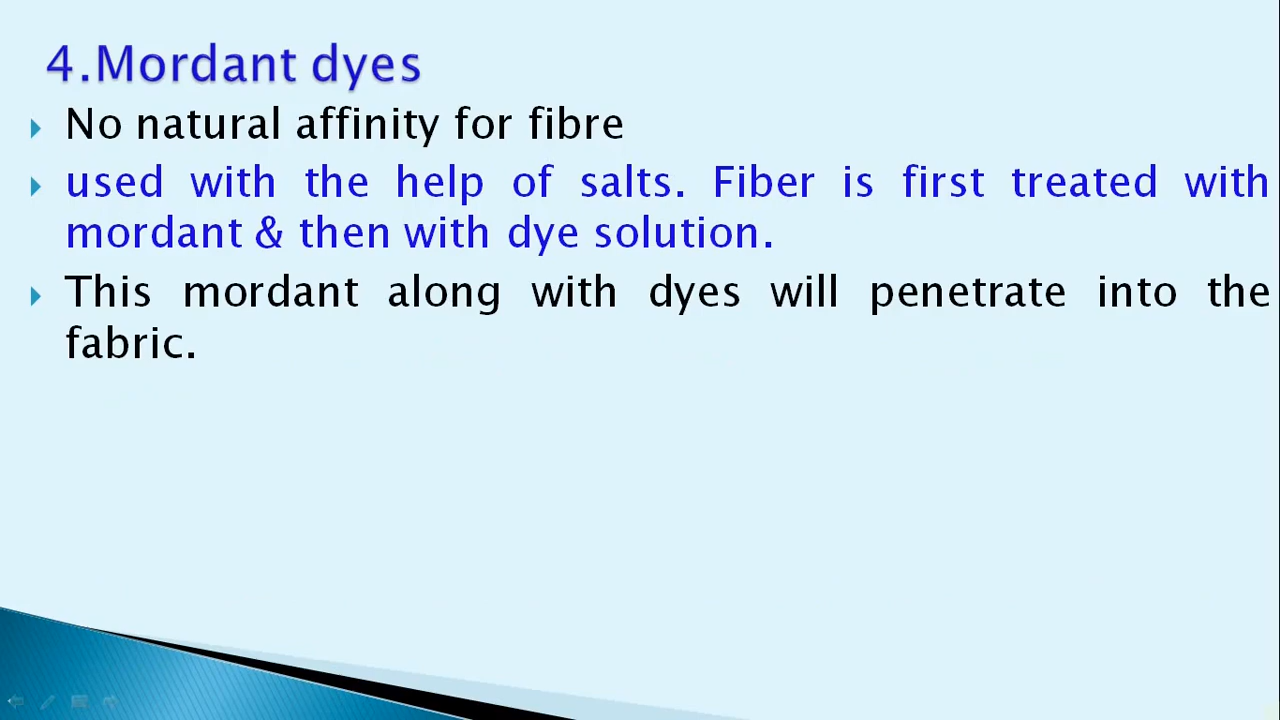 4.Mordant dyes
No natural affinity for fibre
used with the help of salts. Fiber is first treated with
mordant & then with dye solution.
This mordant along with dyes will penetrate into the
fabric.